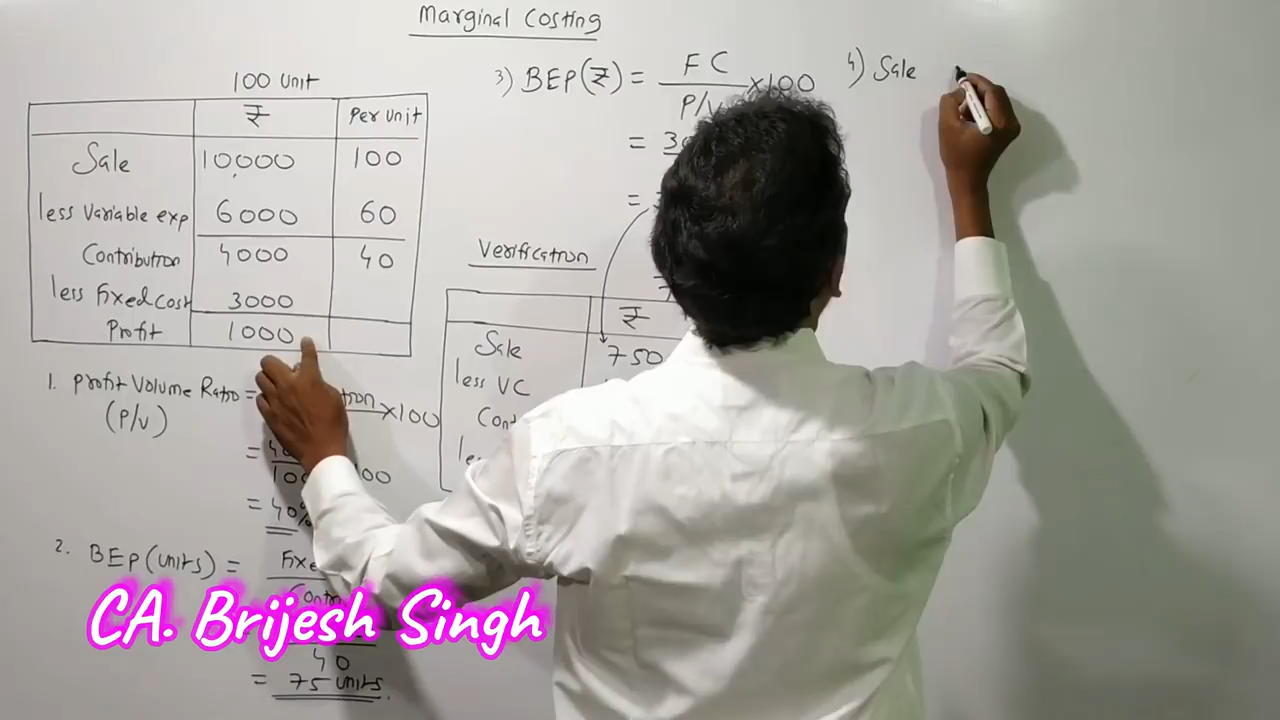 Marginal Costing
100 Unit
₹ Per Unit
Sale 10,000 100
less Variable exp 6000 60
Contribution 4000 40
less Fixed Cost 3000
Profit 1000
1. Profit Volume Ratio =
(P/V)
×100
=
= 40%
2. BEP (units) =
40
= 75 units.
3) BEP(₹) = FC
P/V ×100
=
=
Verification
₹
Sale 750
less VC
4) Sale
CA. Brijesh Singh